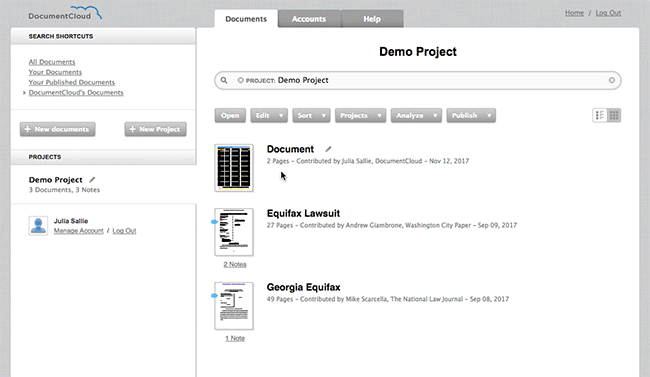 DocumentCloud
Documents
Accounts
Help
Home / Log Out
SEARCH SHORTCUTS
All Documents
Your Documents
Your Published Documents
DocumentCloud's Documents
+ New documents
+ New Project
PROJECTS
Demo Project
3 Documents, 3 Notes
Julia Sallie
Manage Account / Log Out
Demo Project
PROJECT: Demo Project
Open
Edit
Sort
Projects
Analyze
Publish
Document
2 Pages – Contributed by Julia Sallie, DocumentCloud – Nov 12, 2017
Equifax Lawsuit
27 Pages – Contributed by Andrew Giambrone, Washington City Paper – Sep 09, 2017
2 Notes
Georgia Equifax
49 Pages – Contributed by Mike Scarcella, The National Law Journal – Sep 08, 2017
1 Note